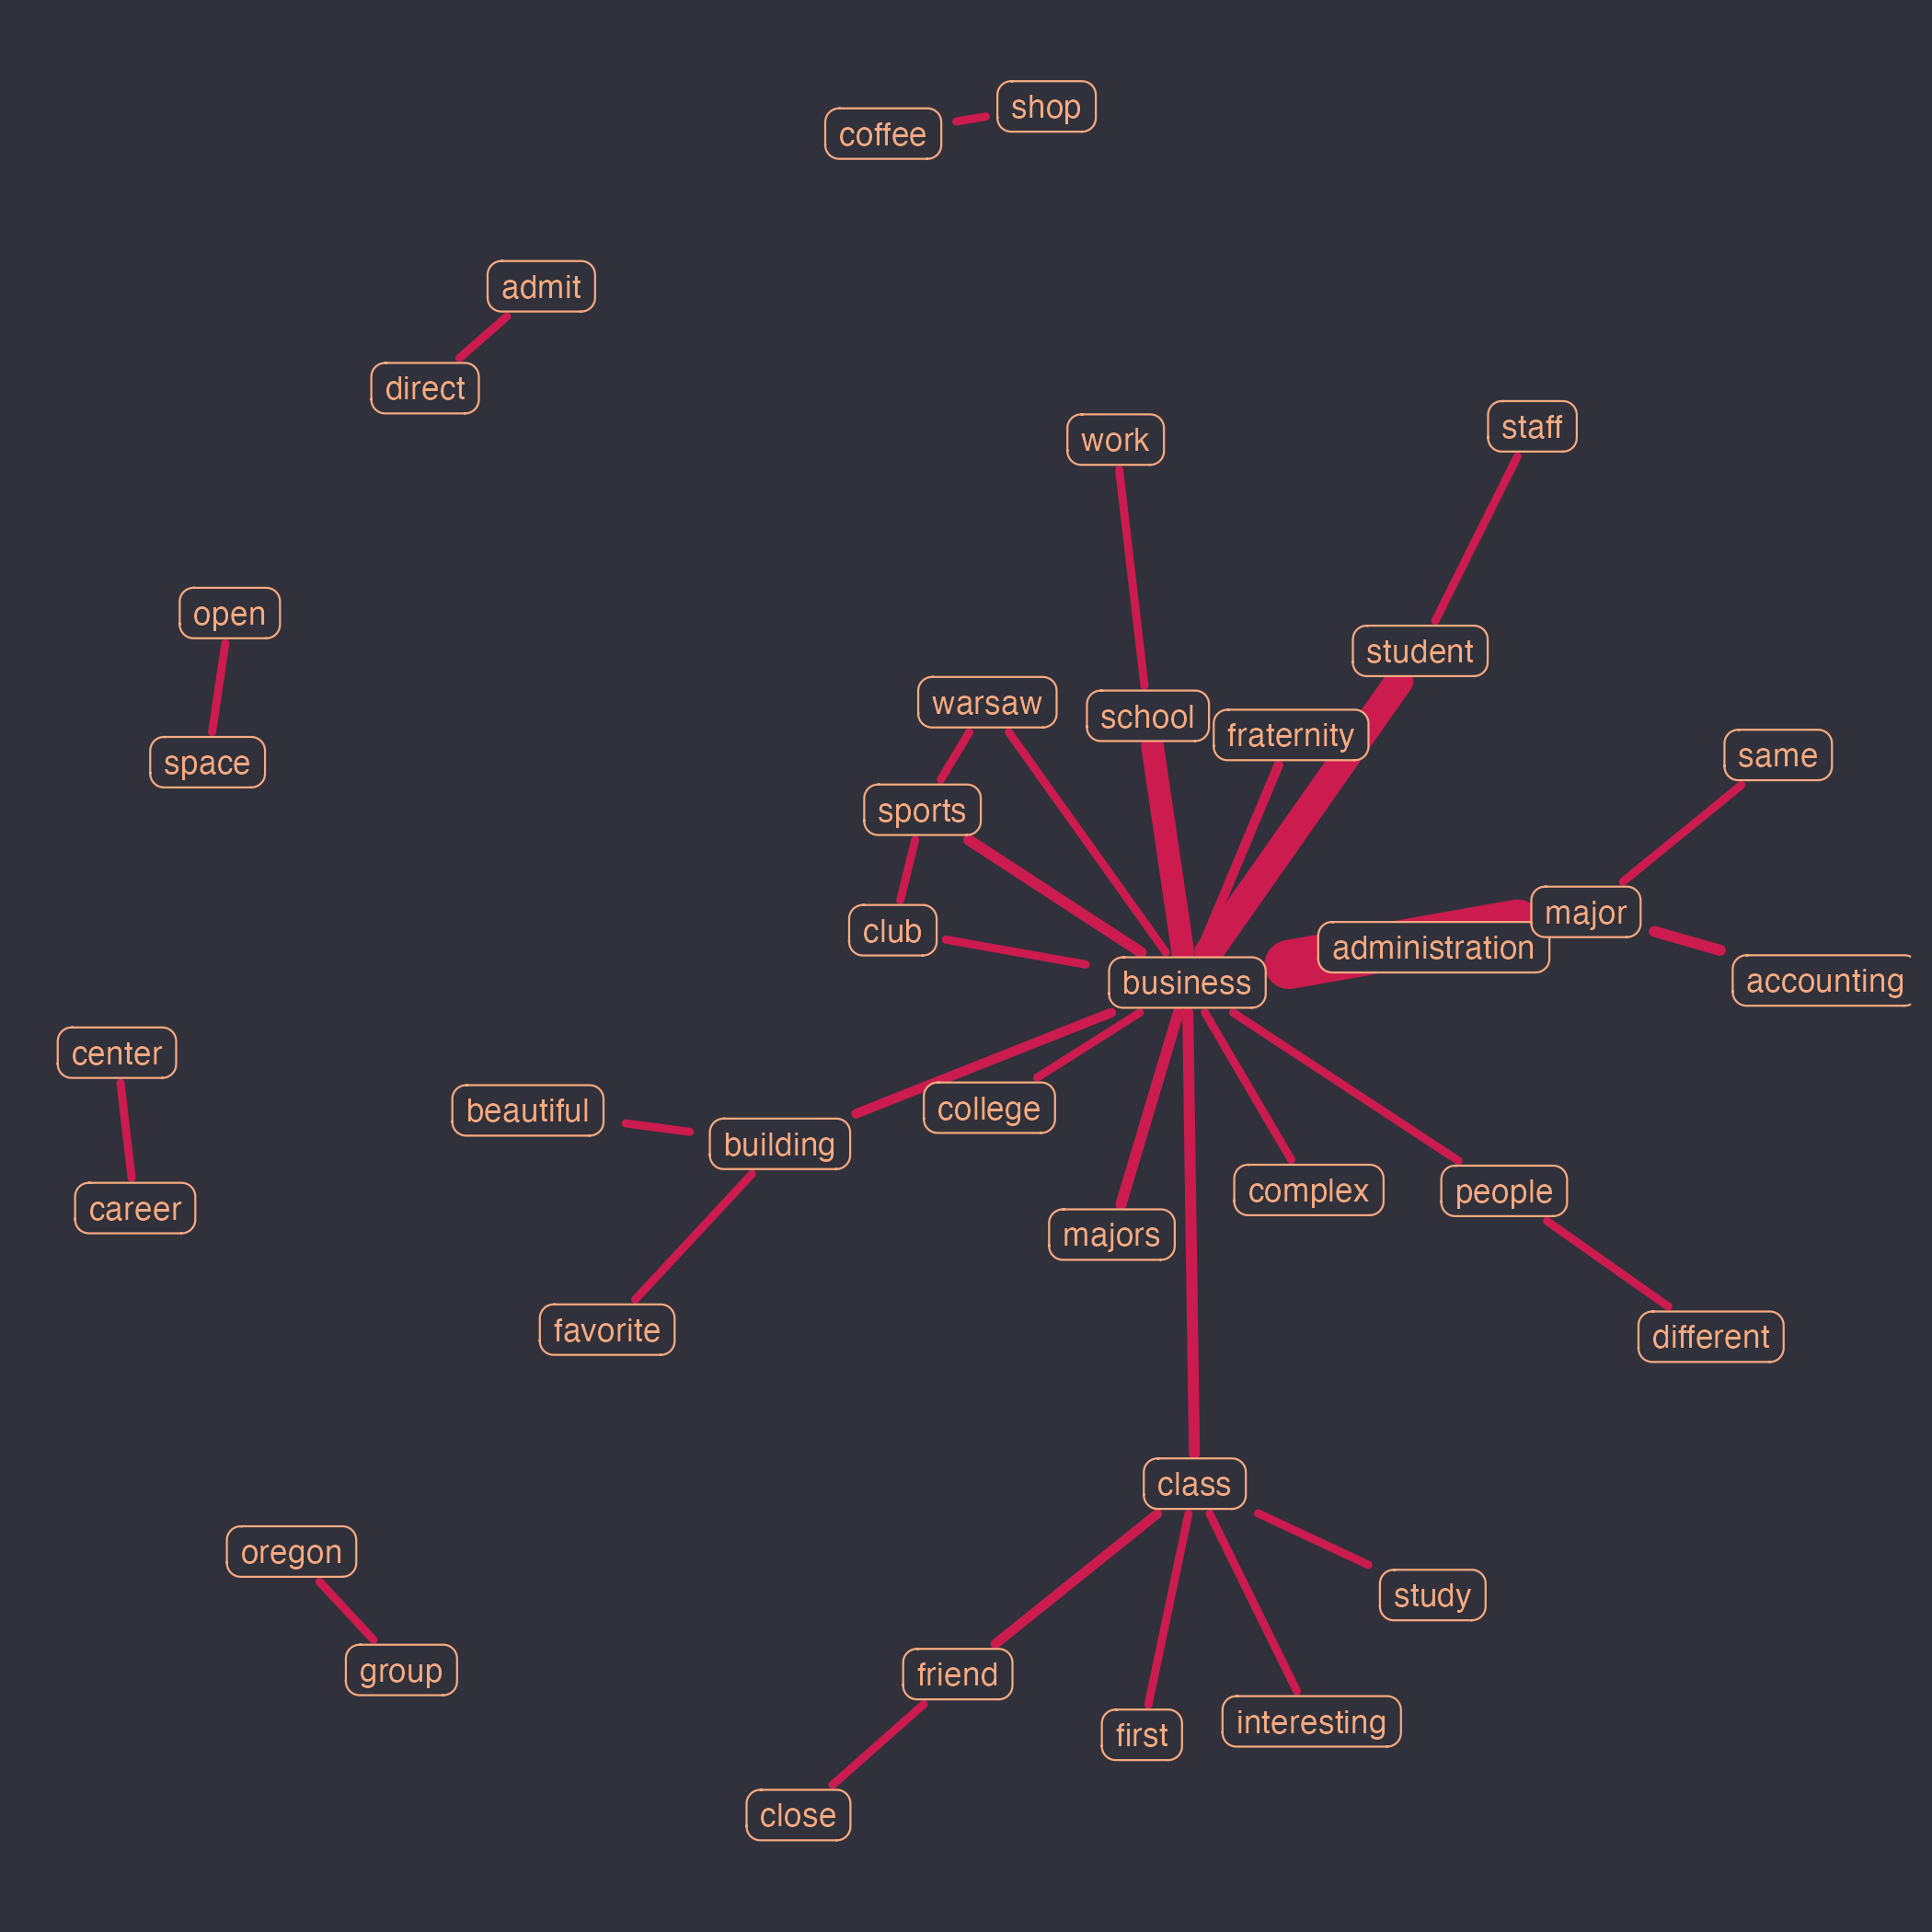 shop
coffee
admit
direct
staff
work
open
student
warsaw
school
fraternity
same
space
sports
major
club
administration
accounting
business
center
college
beautiful
building
complex
people
career
majors
favorite
different
class
oregon
study
group
friend
interesting
first
close